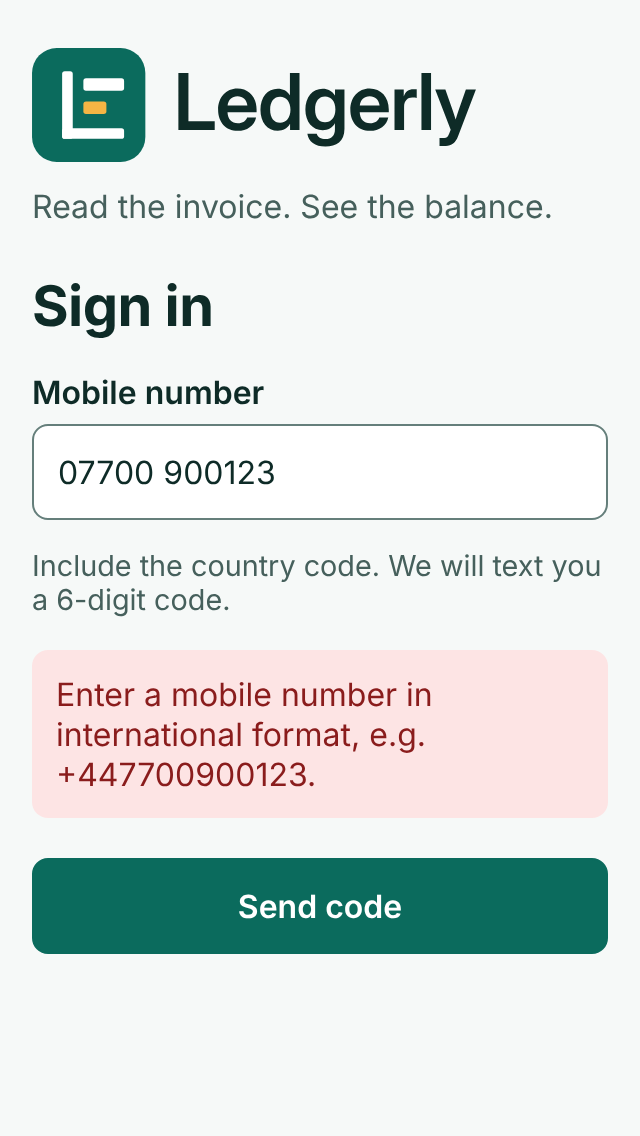 Ledgerly
Read the invoice. See the balance.
Sign in
Mobile number
07700 900123
Include the country code. We will text you
a 6-digit code.
Enter a mobile number in
international format, e.g.
+447700900123.
Send code